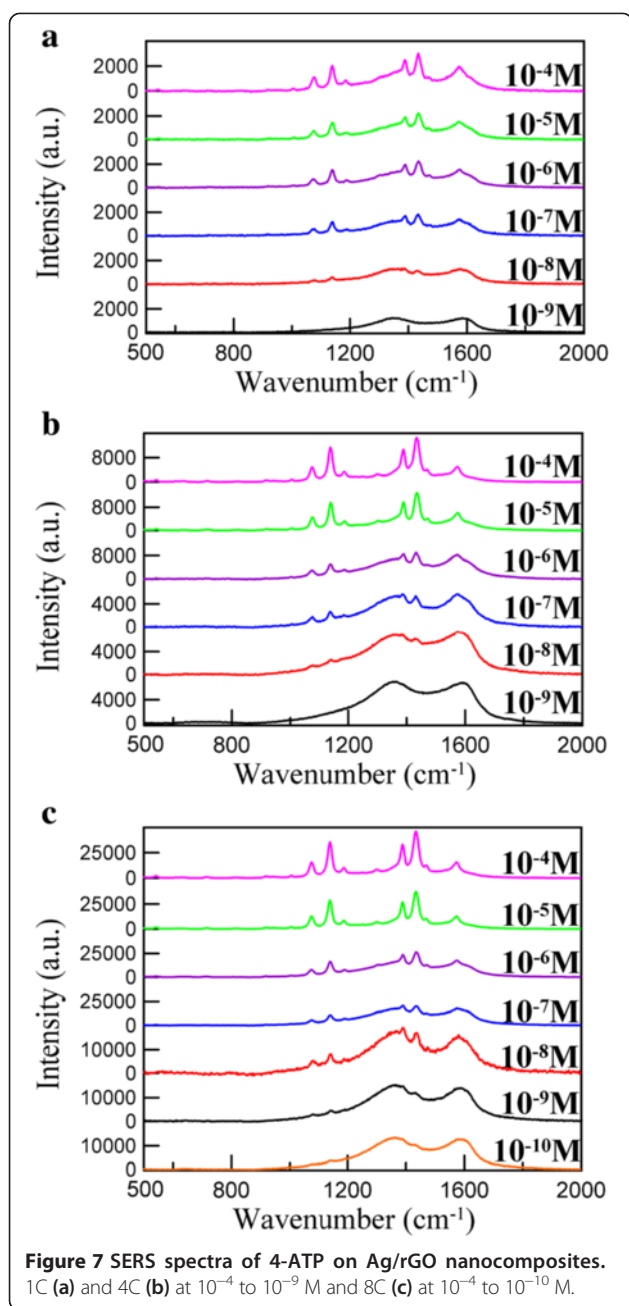 a
2000
0
10⁻⁴M
2000
0
10⁻⁵M
2000
0
10⁻⁶M
2000
0
10⁻⁷M
2000
0
10⁻⁸M
2000
0
10⁻⁹M
Intensity (a.u.)
500 800 1200 1600 2000
Wavenumber (cm⁻¹)
b
8000
0
10⁻⁴M
8000
0
10⁻⁵M
8000
0
10⁻⁶M
4000
0
10⁻⁷M
4000
0
10⁻⁸M
4000
0
10⁻⁹M
Intensity (a.u.)
500 800 1200 1600 2000
Wavenumber (cm⁻¹)
c
25000
0
10⁻⁴M
25000
0
10⁻⁵M
25000
0
10⁻⁶M
25000
0
10⁻⁷M
10000
0
10⁻⁸M
10000
0
10⁻⁹M
10000
0
10⁻¹⁰M
Intensity (a.u.)
500 800 1200 1600 2000
Wavenumber (cm⁻¹)
Figure 7 SERS spectra of 4-ATP on Ag/rGO nanocomposites.
1C (a) and 4C (b) at 10⁻⁴ to 10⁻⁹ M and 8C (c) at 10⁻⁴ to 10⁻¹⁰ M.